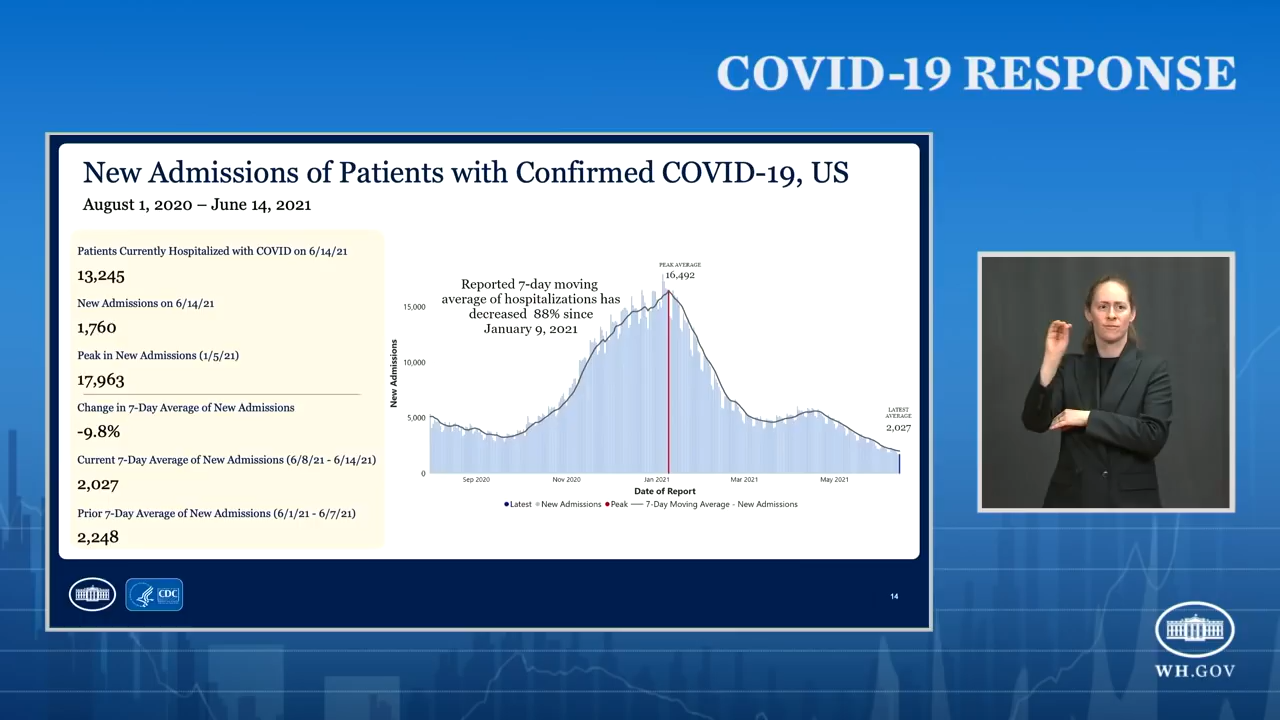 COVID-19 RESPONSE
New Admissions of Patients with Confirmed COVID-19, US
August 1, 2020 – June 14, 2021
Patients Currently Hospitalized with COVID on 6/14/21
13,245
New Admissions on 6/14/21
1,760
Peak in New Admissions (1/5/21)
17,963
Change in 7-Day Average of New Admissions
-9.8%
Current 7-Day Average of New Admissions (6/8/21 - 6/14/21)
2,027
Prior 7-Day Average of New Admissions (6/1/21 - 6/7/21)
2,248
Reported 7-day moving
average of hospitalizations has
decreased 88% since
January 9, 2021
PEAK AVERAGE
16,492
LATEST
AVERAGE
2,027
New Admissions
15,000
10,000
5,000
0
Sep 2020 Nov 2020 Jan 2021 Mar 2021 May 2021
Date of Report
Latest New Admissions Peak 7-Day Moving Average - New Admissions
CDC
14
WH.GOV